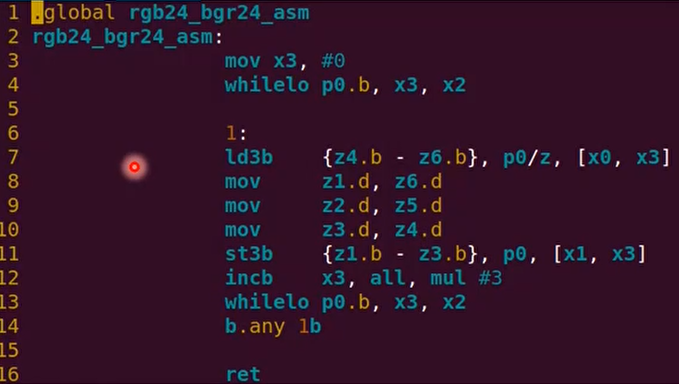 1 .global rgb24_bgr24_asm
2 rgb24_bgr24_asm:
3 mov x3, #0
4 whilelo p0.b, x3, x2
5
6 1:
7 ld3b {z4.b - z6.b}, p0/z, [x0, x3]
8 mov z1.d, z6.d
9 mov z2.d, z5.d
10 mov z3.d, z4.d
11 st3b {z1.b - z3.b}, p0, [x1, x3]
12 incb x3, all, mul #3
13 whilelo p0.b, x3, x2
14 b.any 1b
15
16 ret